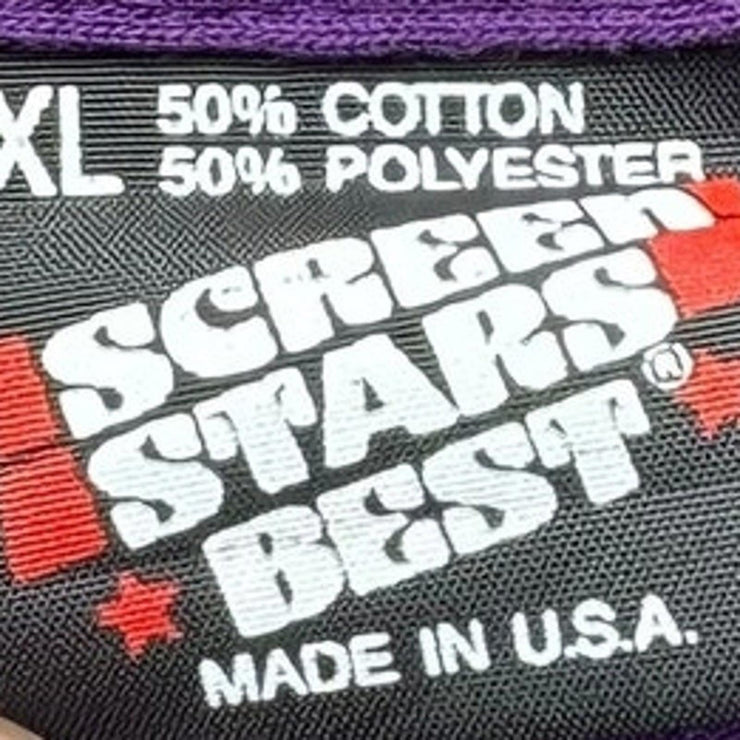 XL 50% COTTON
50% POLYESTER
SCREEN
STARS®
BEST
MADE IN U.S.A.